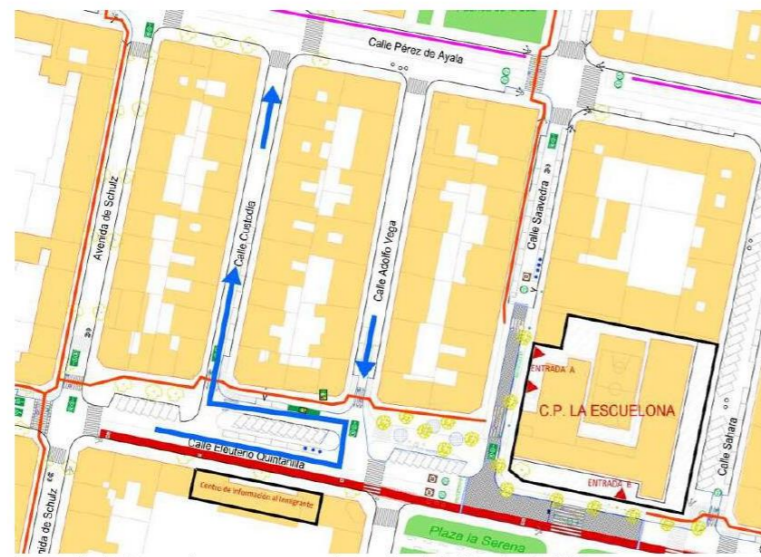 Calle Pérez de Ayala
Avenida de Schulz
Calle Custodia
Calle Adolfo Vega
Calle Saavedra
ENTRADA A
C.P. LA ESCUELONA
Calle Sahara
ENTRADA B
Calle Eleuterio Quintanilla
Centro de información al Inmigrante
Avenida de Schulz
Plaza la Serena